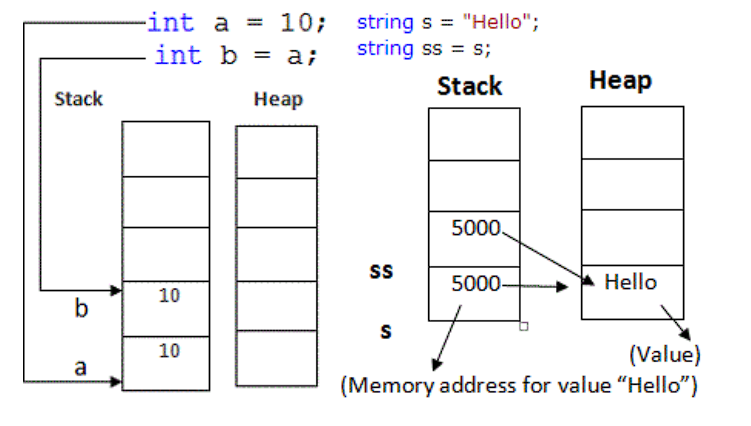 int a = 10;
int b = a;
Stack
Heap
b
10
a
10
string s = "Hello";
string ss = s;
Stack
Heap
5000
ss
5000
Hello
s
(Value)
(Memory address for value “Hello”)